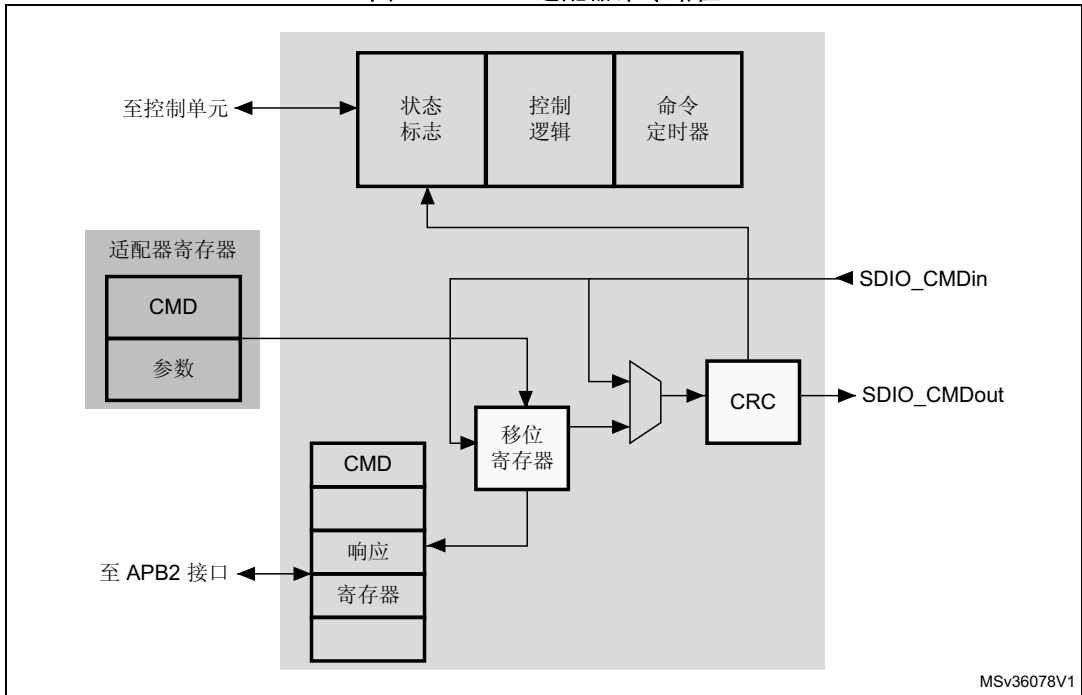 至控制单元
状态
标志
控制
逻辑
命令
定时器
适配器寄存器
CMD
参数
SDIO_CMDin
移位
寄存器
CRC
SDIO_CMDout
CMD
响应
寄存器
至 APB2 接口
MSv36078V1